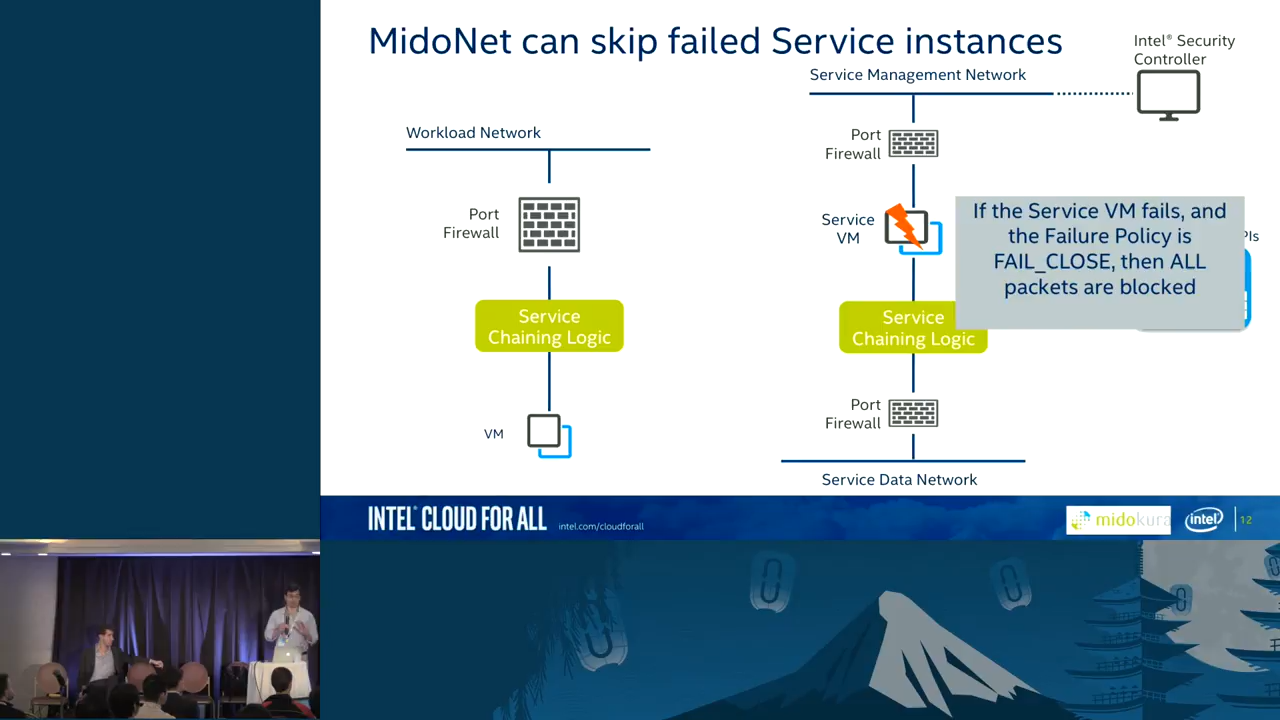 MidoNet can skip failed Service instances
Intel® Security
Controller
Service Management Network
Workload Network
Port
Firewall
Port
Firewall
Service
VM
If the Service VM fails, and
the Failure Policy is
FAIL_CLOSE, then ALL
packets are blocked
PIs
Service
Chaining Logic
Service
Chaining Logic
VM
Port
Firewall
Service Data Network
INTEL® CLOUD FOR ALL
intel.com/cloudforall
midokura
intel
12